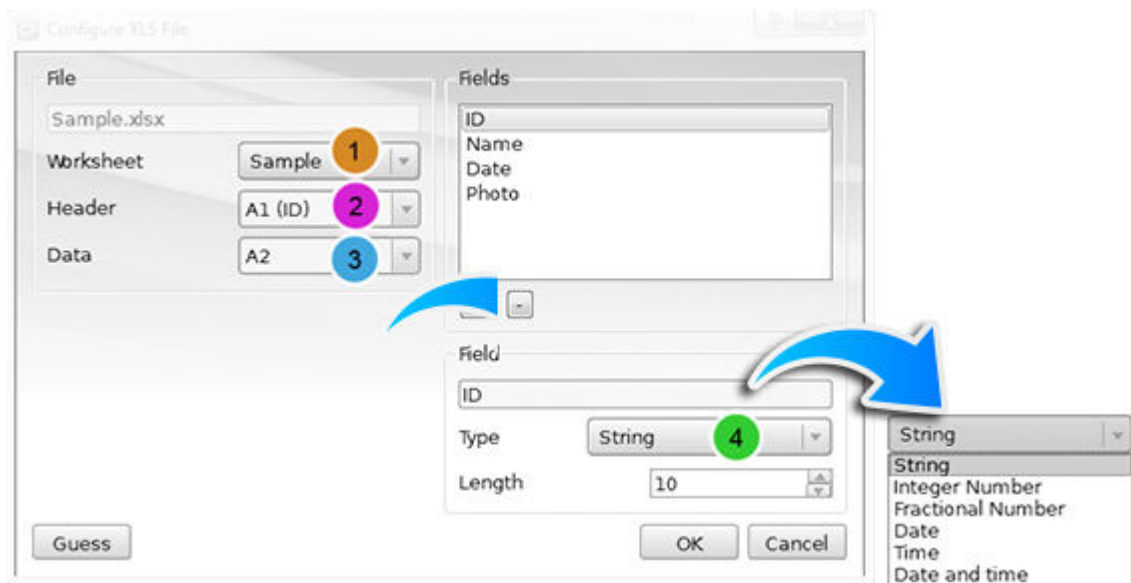 Configure XLS File
File
Sample.xlsx
Worksheet
Sample
1
Header
A1 (ID)
2
Data
A2
3
Fields
ID
Name
Date
Photo
-
Field
ID
Type
String
4
Length
10
Guess
OK
Cancel
String
String
Integer Number
Fractional Number
Date
Time
Date and time